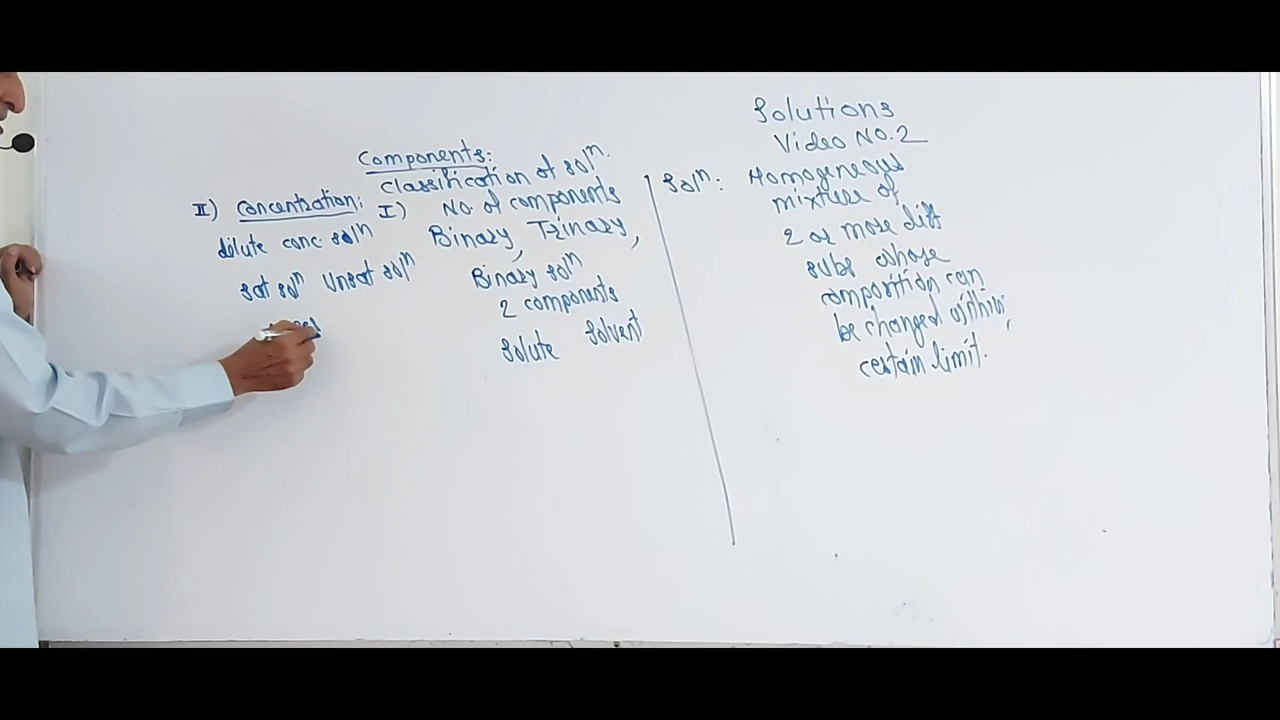 Solutions
Video No. 2
Solⁿ: Homogeneous
mixture of
2 or more diff
subs whose
composition can
be changed within
certain limit.
Components:
Classification of solⁿ.
I) No. of components
Binary, Trinary,
Binary solⁿ
2 components
Solute Solvent
II) Concentration:
dilute conc. solⁿ
sat solⁿ Unsat solⁿ